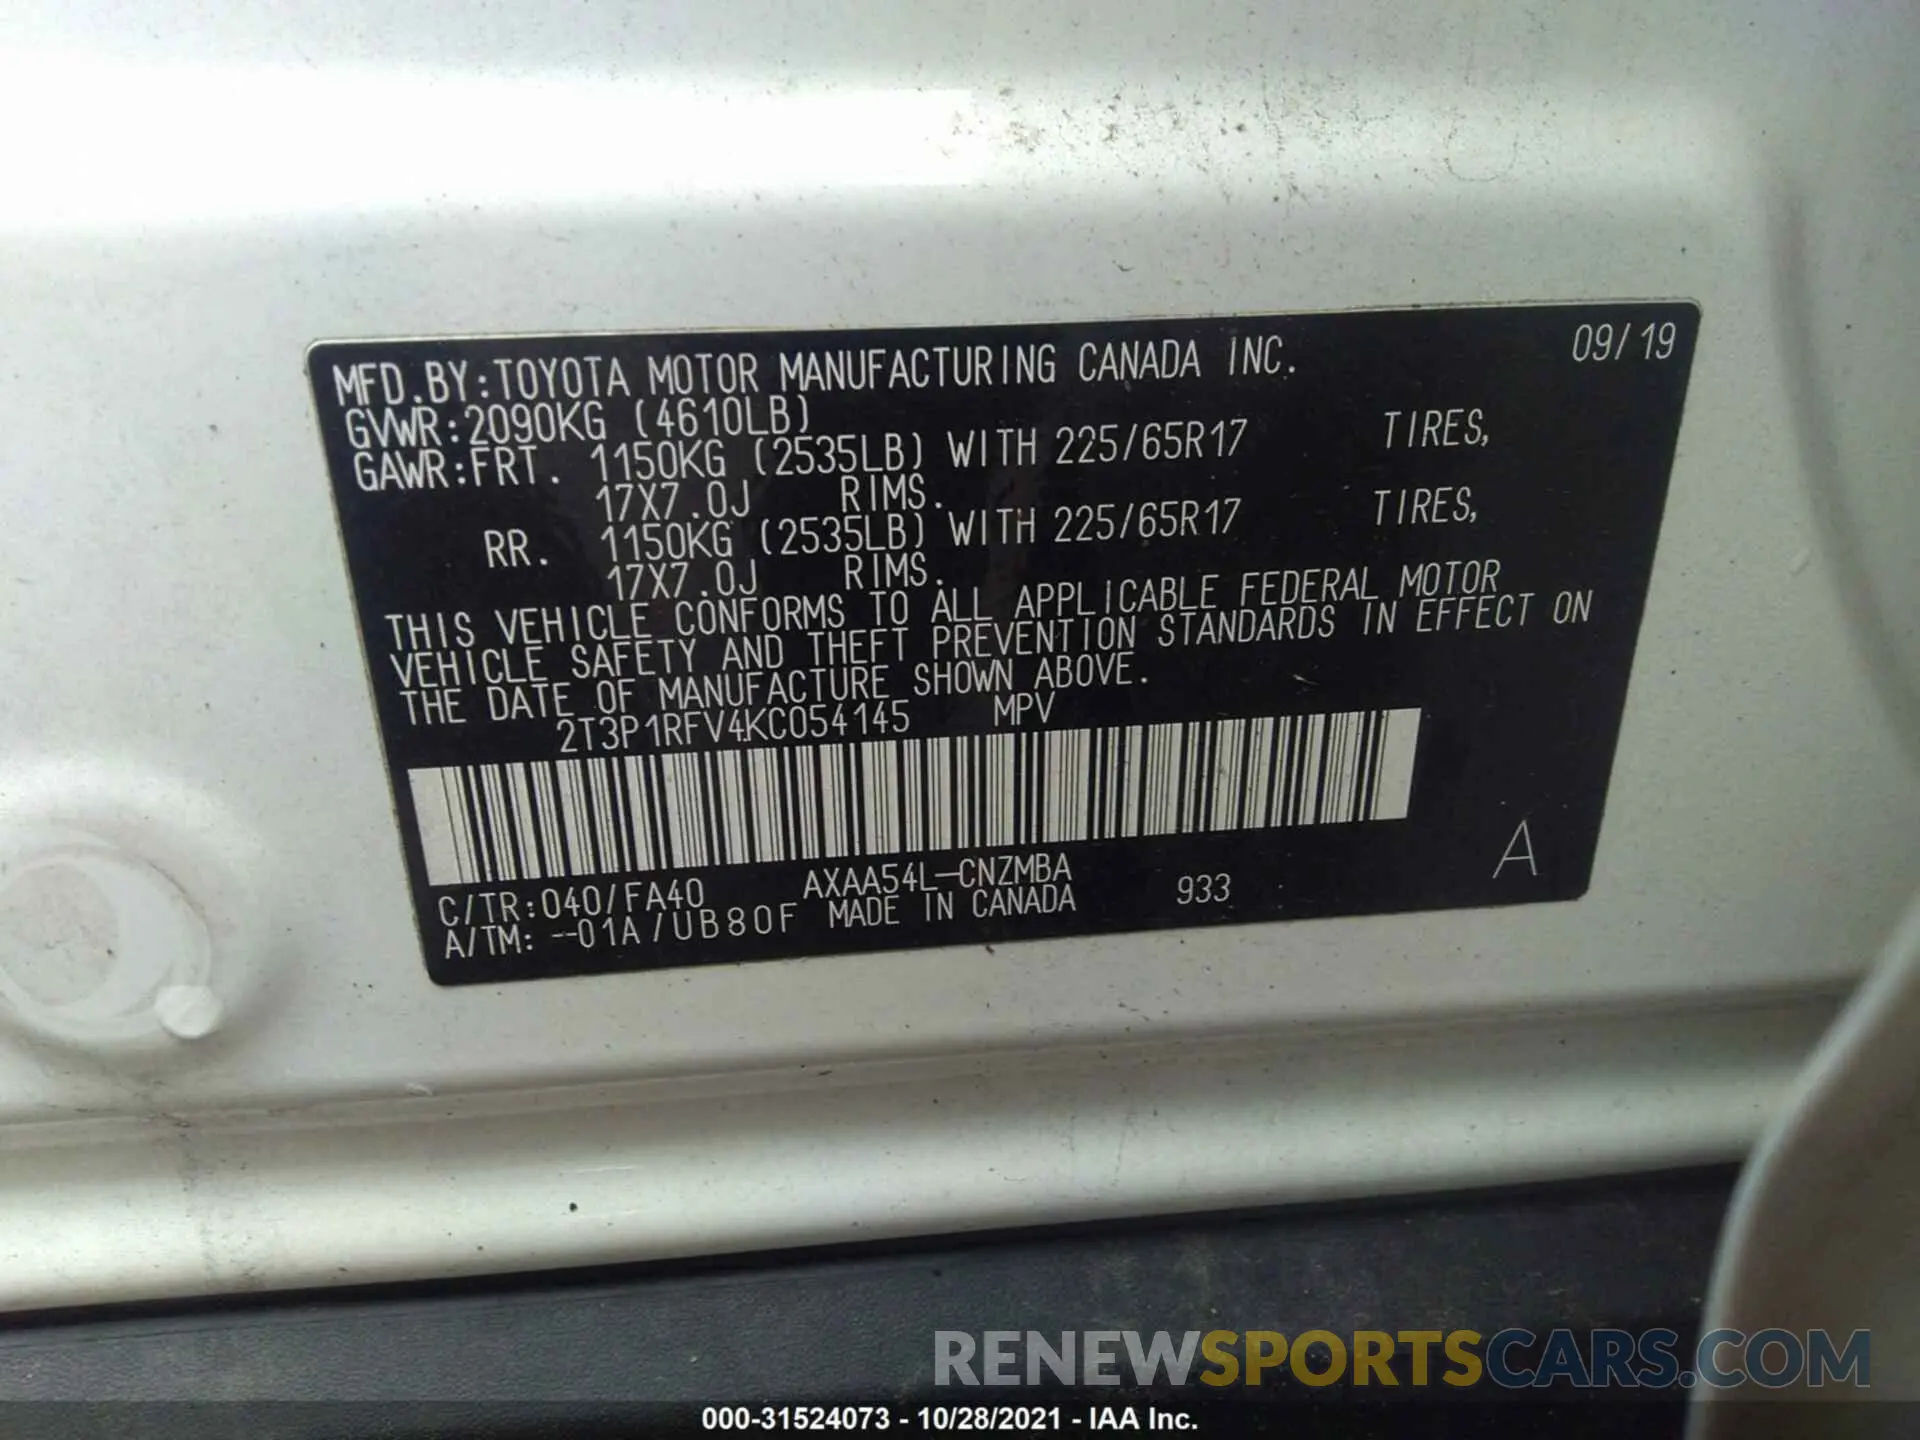 MFD.BY:TOYOTA MOTOR MANUFACTURING CANADA INC. 09/19
GVWR:2090KG (4610LB)
GAWR:FRT. 1150KG (2535LB) WITH 225/65R17 TIRES,
17X7.0J RIMS.
RR. 1150KG (2535LB) WITH 225/65R17 TIRES,
17X7.0J RIMS.
THIS VEHICLE CONFORMS TO ALL APPLICABLE FEDERAL MOTOR
VEHICLE SAFETY AND THEFT PREVENTION STANDARDS IN EFFECT ON
THE DATE OF MANUFACTURE SHOWN ABOVE.
2T3P1RFV4KC054145 MPV
C/TR:040/FA40 AXAA54L-CNZMBA 933 A
A/TM:--01A/UB80F MADE IN CANADA
RENEWSPORTSCARS.COM
000-31524073 - 10/28/2021 - IAA Inc.